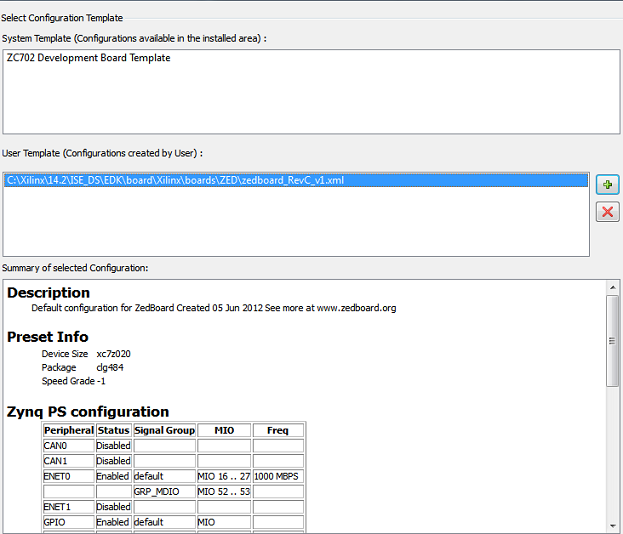 Select Configuration Template
System Template (Configurations available in the installed area) :
ZC702 Development Board Template
User Template (Configurations created by User) :
C:\Xilinx\14.2\ISE_DS\EDK\board\Xilinx\boards\ZED\zedboard_RevC_v1.xml
Summary of selected Configuration:
Description
Default configuration for ZedBoard Created 05 Jun 2012 See more at www.zedboard.org
Preset Info
Device Size xc7z020
Package clg484
Speed Grade -1
Zynq PS configuration
Peripheral Status Signal Group MIO Freq
CAN0 Disabled
CAN1 Disabled
ENET0 Enabled default MIO 16 .. 27 1000 MBPS
GRP_MDIO MIO 52 .. 53
ENET1 Disabled
GPIO Enabled default MIO